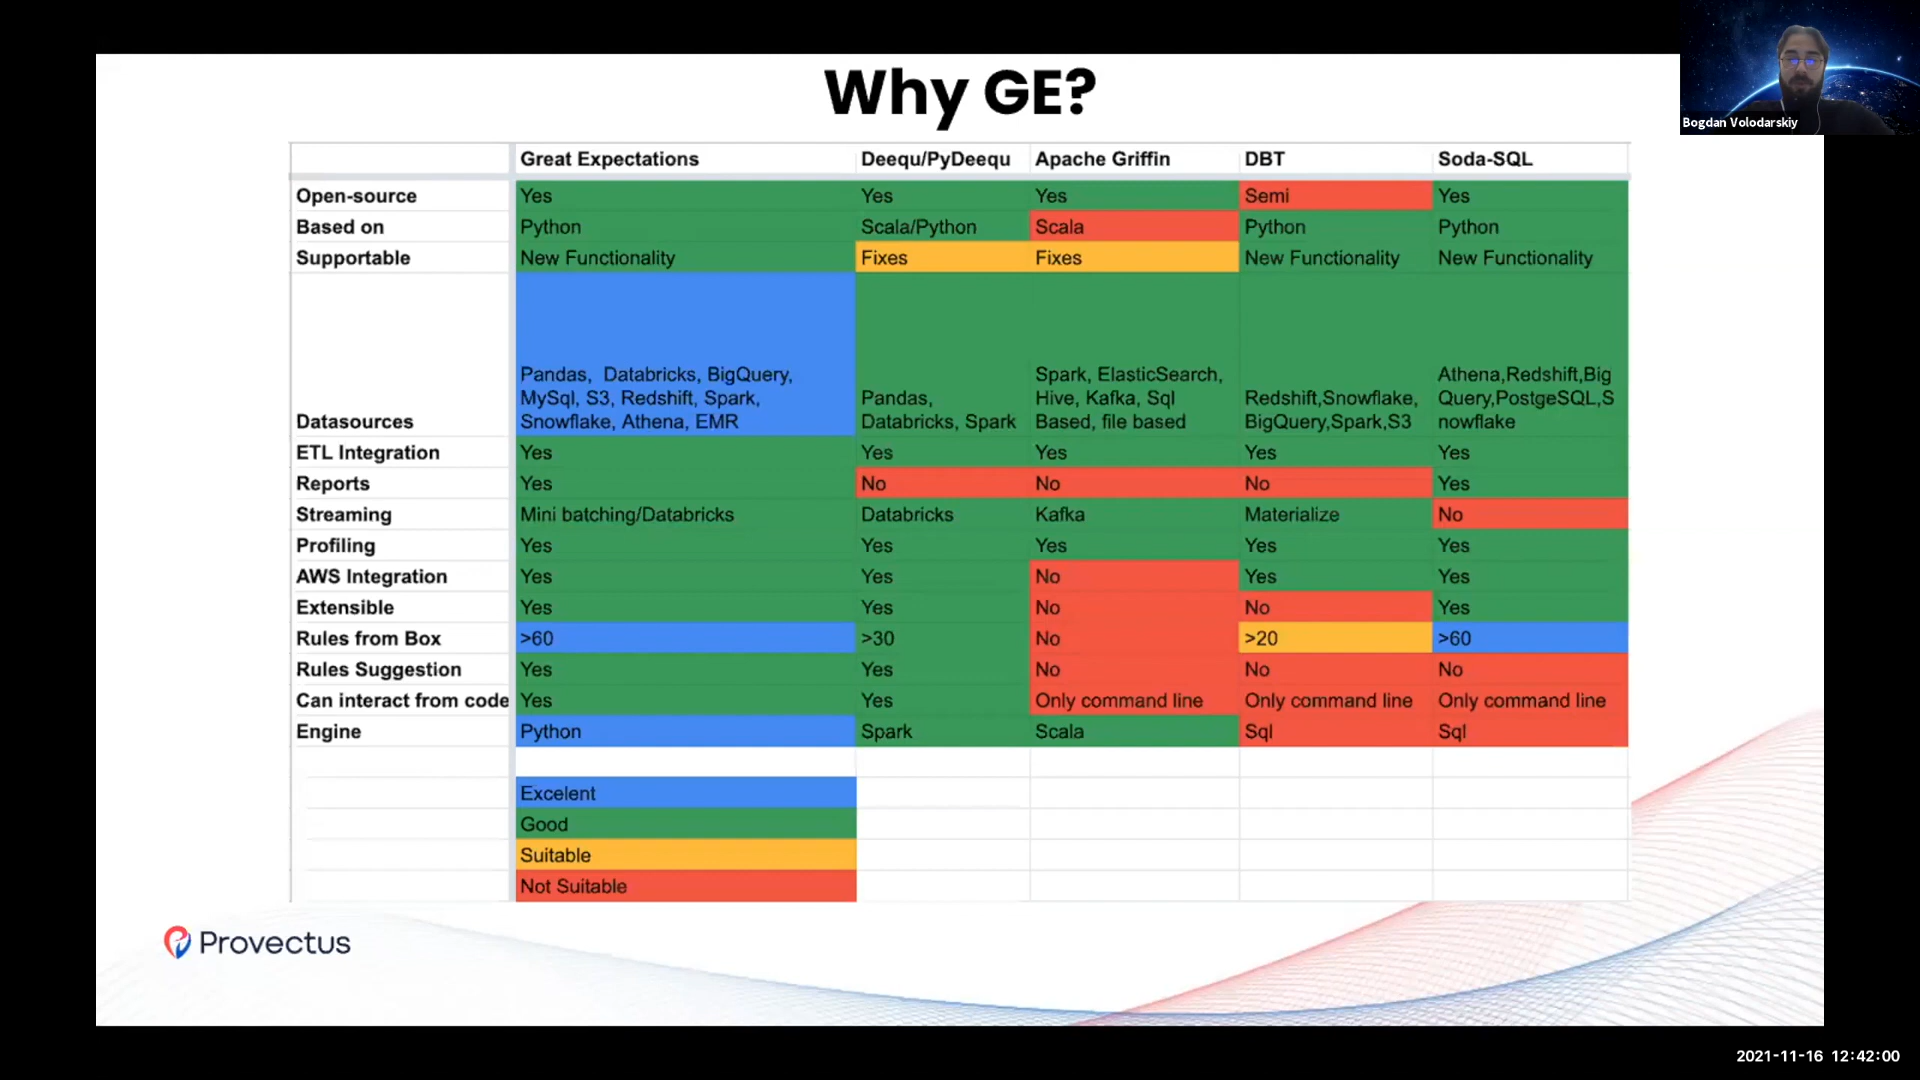 Why GE?
Bogdan Volodarskiy
Great Expectations Deequ/PyDeequ Apache Griffin DBT Soda-SQL
Open-source Yes Yes Yes Semi Yes
Based on Python Scala/Python Scala Python Python
Supportable New Functionality Fixes Fixes New Functionality New Functionality
Datasources
Pandas, Databricks, BigQuery,
MySql, S3, Redshift, Spark,
Snowflake, Athena, EMR
Pandas,
Databricks, Spark
Spark, ElasticSearch,
Hive, Kafka, Sql
Based, file based
Redshift,Snowflake,
BigQuery,Spark,S3
Athena,Redshift,Big
Query,PostgeSQL,S
nowflake
ETL Integration Yes Yes Yes Yes Yes
Reports Yes No No No Yes
Streaming Mini batching/Databricks Databricks Kafka Materialize No
Profiling Yes Yes Yes Yes Yes
AWS Integration Yes Yes No Yes Yes
Extensible Yes Yes No No Yes
Rules from Box >60 >30 No >20 >60
Rules Suggestion Yes Yes No No No
Can interact from code Yes Yes Only command line Only command line Only command line
Engine Python Spark Scala Sql Sql
Excelent
Good
Suitable
Not Suitable
Provectus
2021-11-16 12:42:00